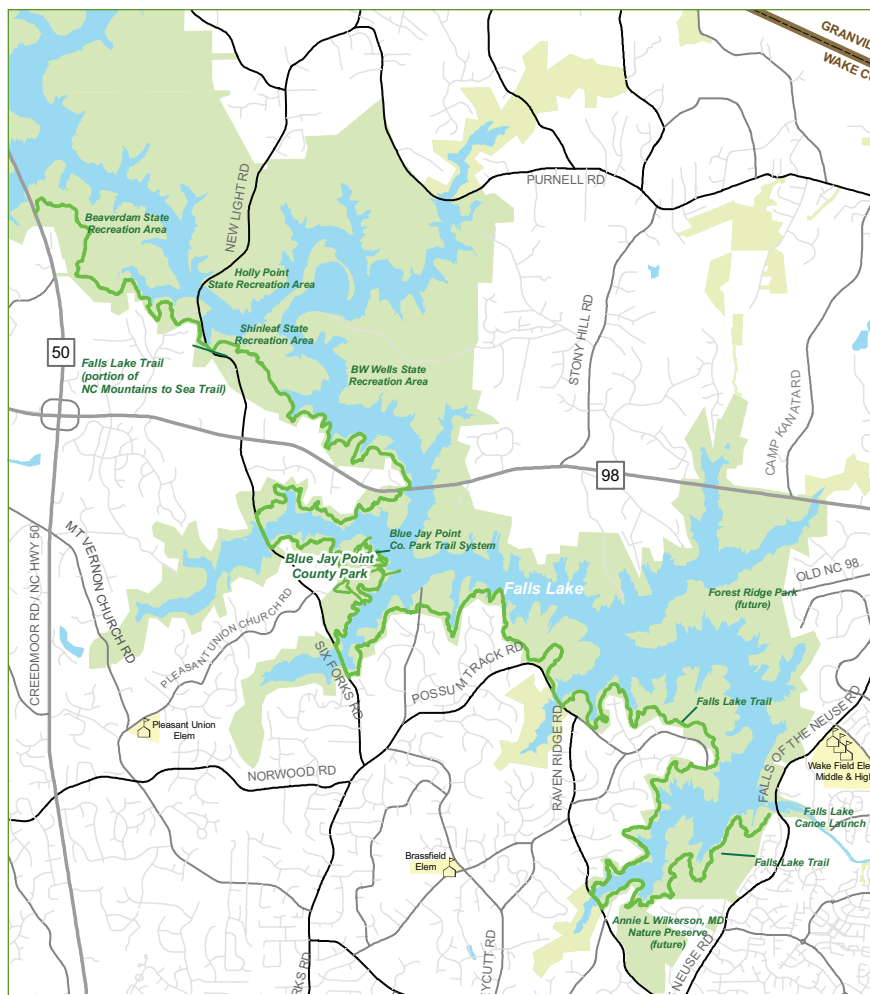 GRANVIL
WAKE CO
PURNELL RD
NEW LIGHT RD
Beaverdam State
Recreation Area
Holly Point
State Recreation Area
STONY HILL RD
Shinleaf State
Recreation Area
50
Falls Lake Trail
(portion of
NC Mountains to Sea Trail)
BW Wells State
Recreation Area
CAMP KANATA RD
98
MT VERNON CHURCH RD
CREEDMOOR RD / NC HWY 50
Blue Jay Point
Co. Park Trail System
Blue Jay Point
County Park
OLD NC 98
Falls Lake
Forest Ridge Park
(future)
PLEASANT UNION CHURCH RD
SIX FORKS RD
POSSUM TRACK RD
Falls Lake Trail
FALLS OF THE NEUSE RD
Pleasant Union
Elem
RAVEN RIDGE RD
Wake Field Ele
Middle & High
NORWOOD RD
Falls Lake
Canoe Launch
Brassfield
Elem
Falls Lake Trail
Annie L Wilkerson, MD
Nature Preserve
(future)
RKS RD
EYCUTT RD
NEUSE RD